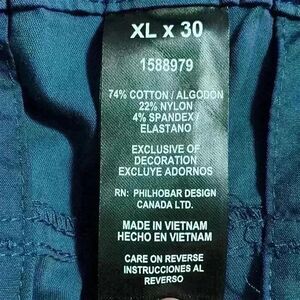 XL x 30
1588979
74% COTTON / ALGODON
22% NYLON
4% SPANDEX /
ELASTANO
EXCLUSIVE OF
DECORATION
EXCLUYE ADORNOS
RN: PHILHOBAR DESIGN
CANADA LTD.
MADE IN VIETNAM
HECHO EN VIETNAM
CARE ON REVERSE
INSTRUCCIONES AL
REVERSO